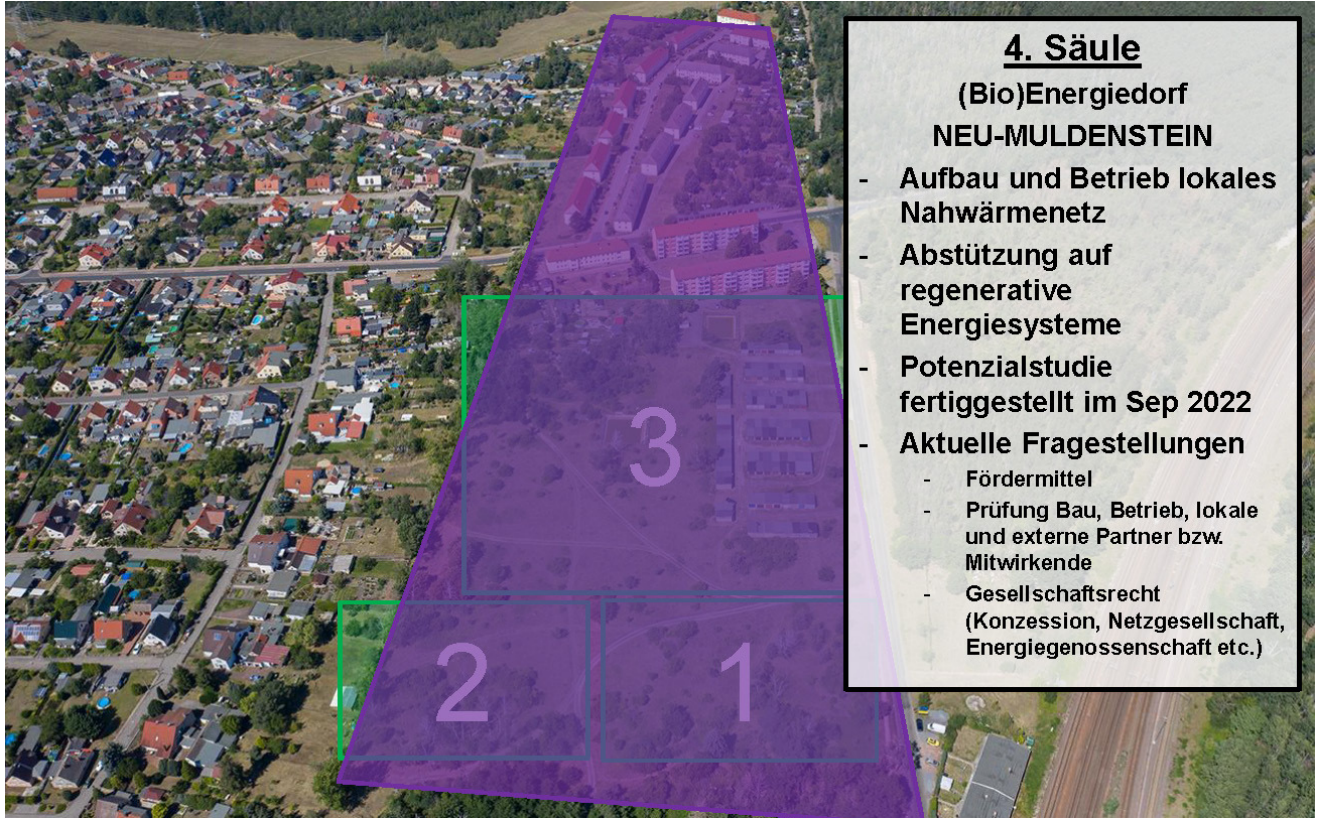 4. Säule
(Bio)Energiedorf
NEU-MULDENSTEIN
- Aufbau und Betrieb lokales
Nahwärmenetz
- Abstützung auf
regenerative
Energiesysteme
- Potenzialstudie
fertiggestellt im Sep 2022
- Aktuelle Fragestellungen
- Fördermittel
- Prüfung Bau, Betrieb, lokale
und externe Partner bzw.
Mitwirkende
- Gesellschaftsrecht
(Konzession, Netzgesellschaft,
Energiegenossenschaft etc.)
3
2
1